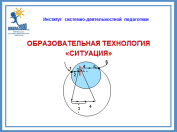 Институт системно-деятельностной педагогики
ОБРАЗОВАТЕЛЬНАЯ ТЕХНОЛОГИЯ
«СИТУАЦИЯ»